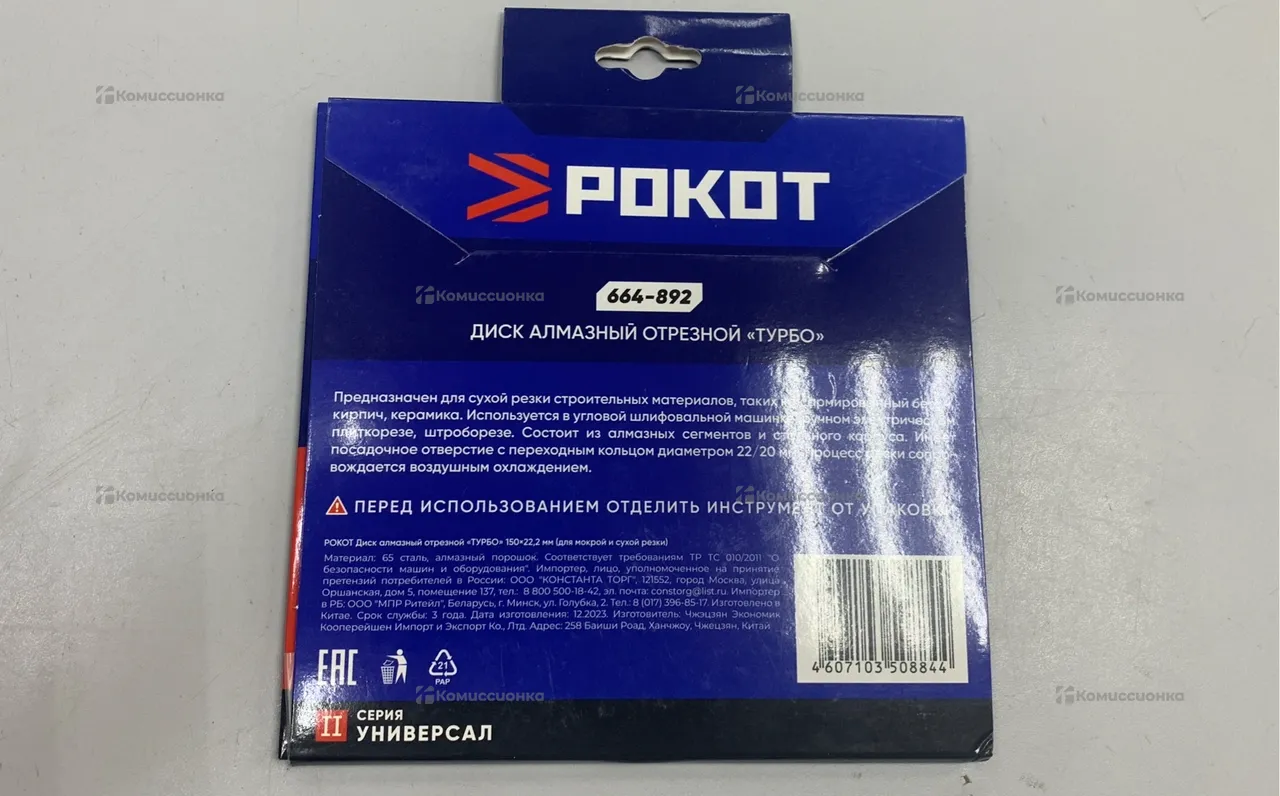 РОКОТ
664-892
ДИСК АЛМАЗНЫЙ ОТРЕЗНОЙ «ТУРБО»
Предназначен для сухой резки строительных материалов, таких
кирпич, керамика. Используется в угловой шлифовальной
плиткорезе, штроборезе. Состоит из алмазных сегментов и
посадочное отверстие с переходным кольцом диаметром 22/20
вождается воздушным охлаждением.
ПЕРЕД ИСПОЛЬЗОВАНИЕМ ОТДЕЛИТЬ ИНСТРУМЕНТ ОТ УПАКОВКИ
РОКОТ Диск алмазный отрезной «ТУРБО» 150×22,2 мм (для мокрой и сухой резки)
Материал: 65 сталь, алмазный порошок. Соответствует требованиям ТР ТС 010/2011 "О
безопасности машин и оборудования". Импортер, лицо, уполномоченное на принятие
претензий потребителей в России: ООО "КОНСТАНТА ТОРГ", 121552, город Москва, улица
Оршанская, дом 5, помещение 137, тел.: 8 800 500-18-42, эл. почта: constorg@list.ru. Импортер
в РБ: ООО "МПР Ритейл", Беларусь, г. Минск, ул. Голубка, 2. Тел.: 8 (017) 396-85-17. Изготовлено в
Китае. Срок службы: 3 года. Дата изготовления: 12.2023. Изготовитель: Чжэцзян Экономик
Кооперейшен Импорт и Экспорт Ко., Лтд. Адрес: 258 Баиши Роад, Ханчжоу, Чжецзян, Китай
4 607103 508844
EAC
21
PAP
II СЕРИЯ
УНИВЕРСАЛ
Комиссионка
Комиссионка
Комиссионка
Комиссионка
Комиссионка
Комиссионка
Комиссионка
Комиссионка